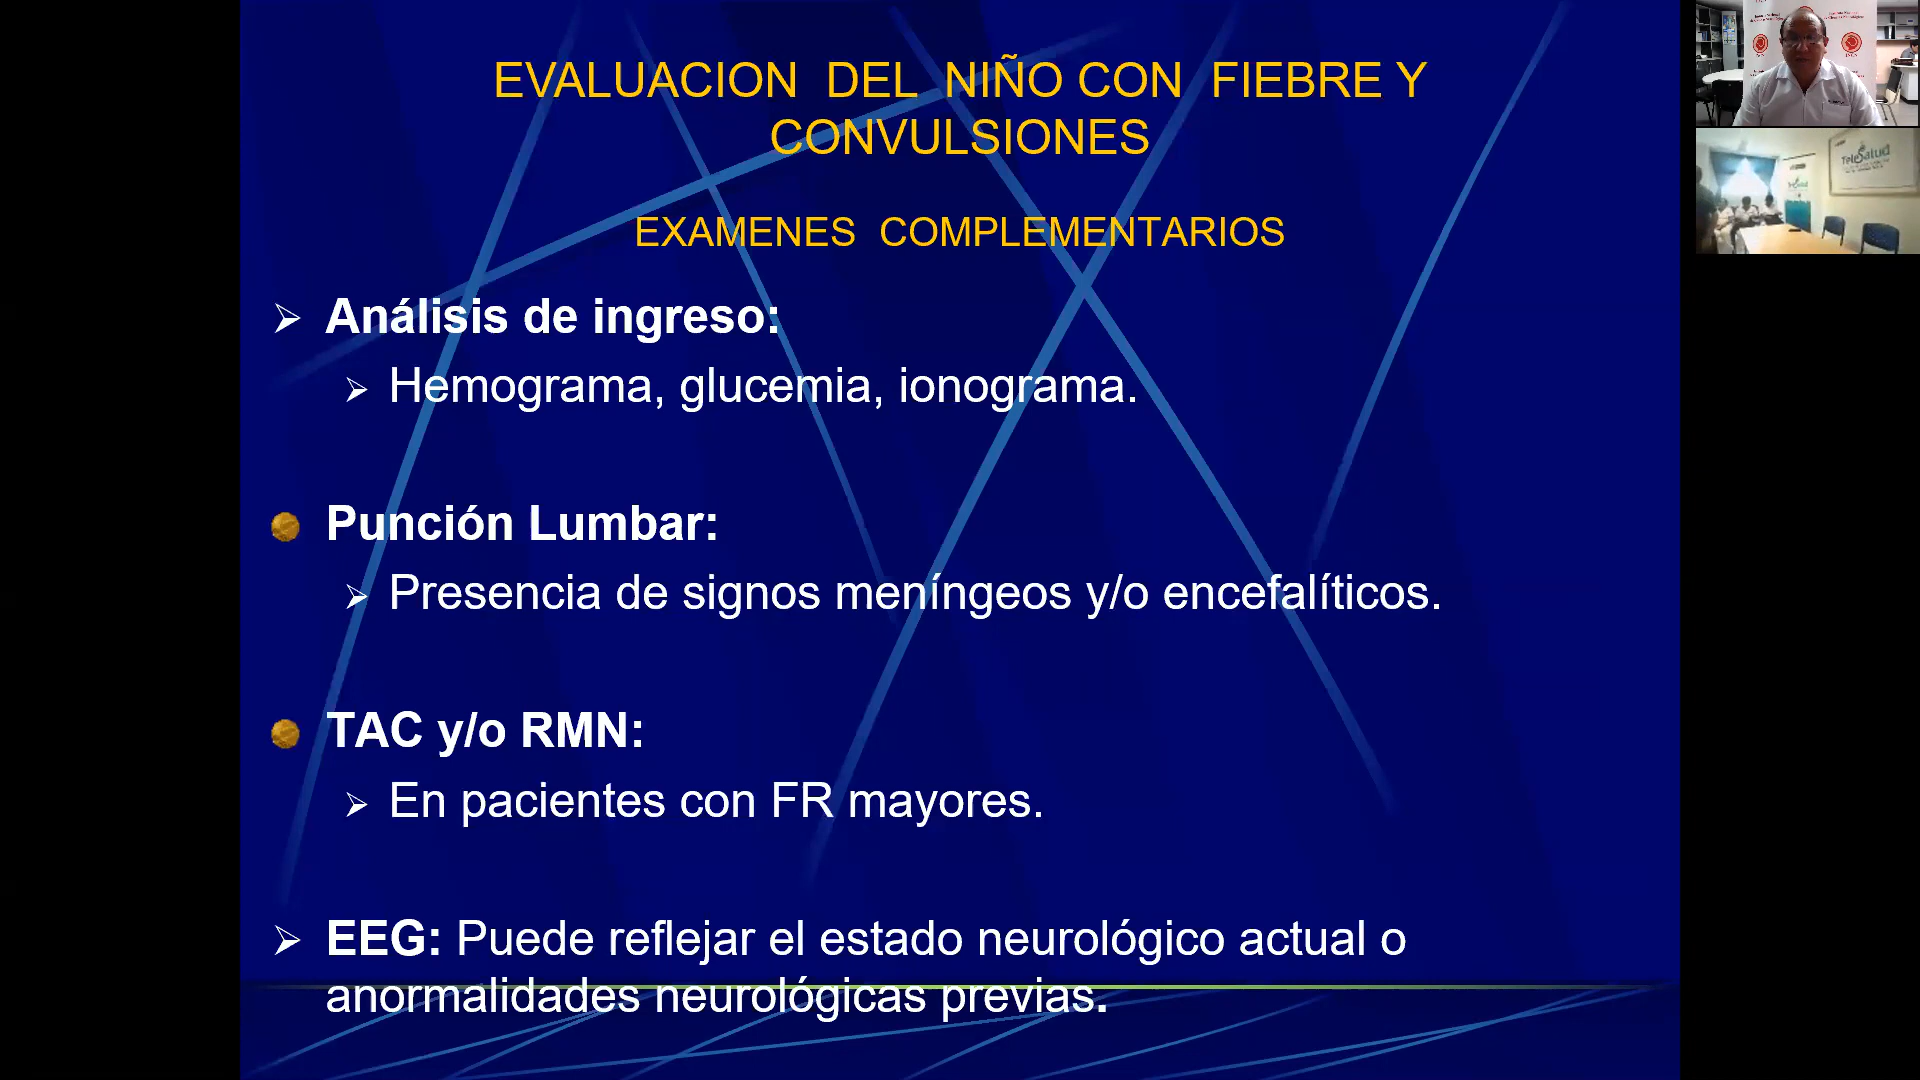 EVALUACION DEL NIÑO CON FIEBRE Y
CONVULSIONES
EXAMENES COMPLEMENTARIOS
Análisis de ingreso:
Hemograma, glucemia, ionograma.
Punción Lumbar:
Presencia de signos meníngeos y/o encefalíticos.
TAC y/o RMN:
En pacientes con FR mayores.
EEG: Puede reflejar el estado neurológico actual o
anormalidades neurológicas previas.
TeleSalud